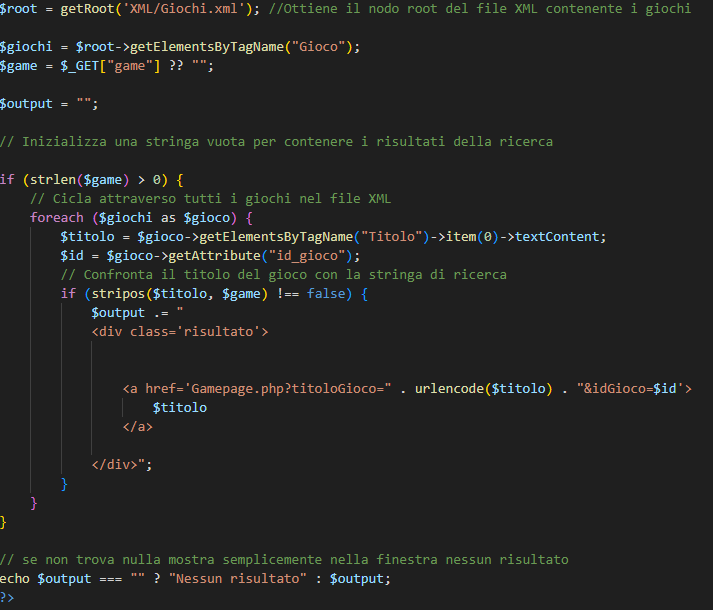 $root = getRoot('XML/Giochi.xml'); //Ottiene il nodo root del file XML contenente i giochi
$giochi = $root->getElementsByTagName("Gioco");
$game = $_GET["game"] ?? "";
$output = "";
// Inizializza una stringa vuota per contenere i risultati della ricerca
if (strlen($game) > 0) {
// Cicla attraverso tutti i giochi nel file XML
foreach ($giochi as $gioco) {
$titolo = $gioco->getElementsByTagName("Titolo")->item(0)->textContent;
$id = $gioco->getAttribute("id_gioco");
// Confronta il titolo del gioco con la stringa di ricerca
if (stripos($titolo, $game) !== false) {
$output .= "
<div class='risultato'>
<a href='Gamepage.php?titoloGioco=" . urlencode($titolo) . "&idGioco=$id'>
$titolo
</a>
</div>";
}
}
}
// se non trova nulla mostra semplicemente nella finestra nessun risultato
echo $output === "" ? "Nessun risultato" : $output;
?>